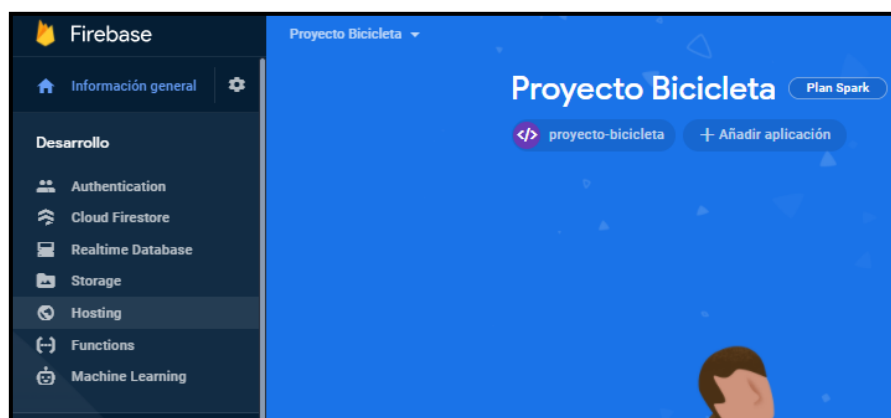 Firebase
Información general
Desarrollo
Authentication
Cloud Firestore
Realtime Database
Storage
Hosting
Functions
Machine Learning
Proyecto Bicicleta
Proyecto Bicicleta Plan Spark
</> proyecto-bicicleta + Añadir aplicación